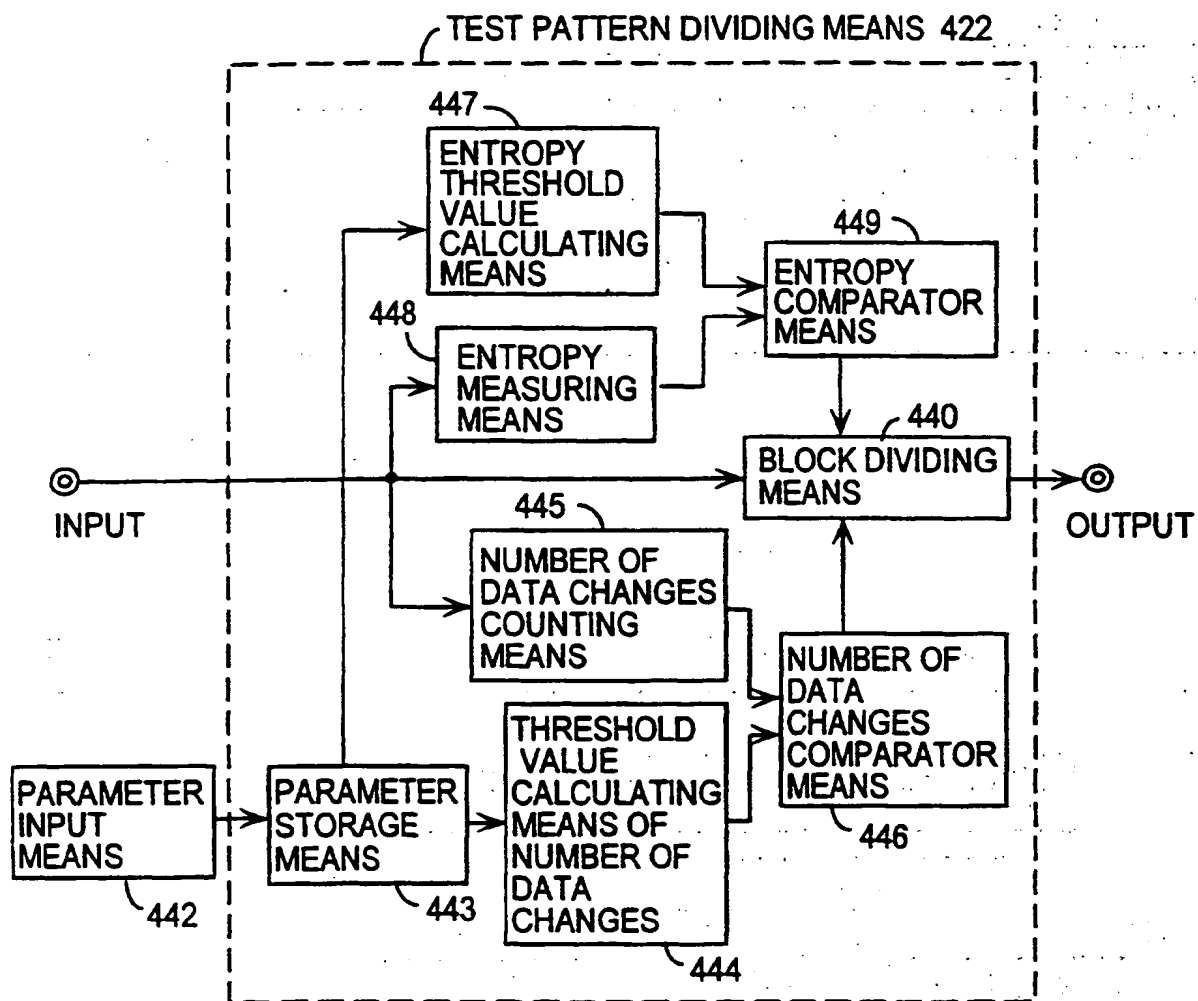 TEST PATTERN DIVIDING MEANS 422
447
ENTROPY
THRESHOLD
VALUE
CALCULATING
MEANS
449
ENTROPY
COMPARATOR
MEANS
448
ENTROPY
MEASURING
MEANS
440
BLOCK DIVIDING
MEANS
INPUT
OUTPUT
445
NUMBER OF
DATA CHANGES
COUNTING
MEANS
NUMBER OF
DATA
CHANGES
COMPARATOR
MEANS
446
THRESHOLD
VALUE
CALCULATING
MEANS OF
NUMBER OF
DATA
CHANGES
444
PARAMETER
INPUT
MEANS
442
PARAMETER
STORAGE
MEANS
443